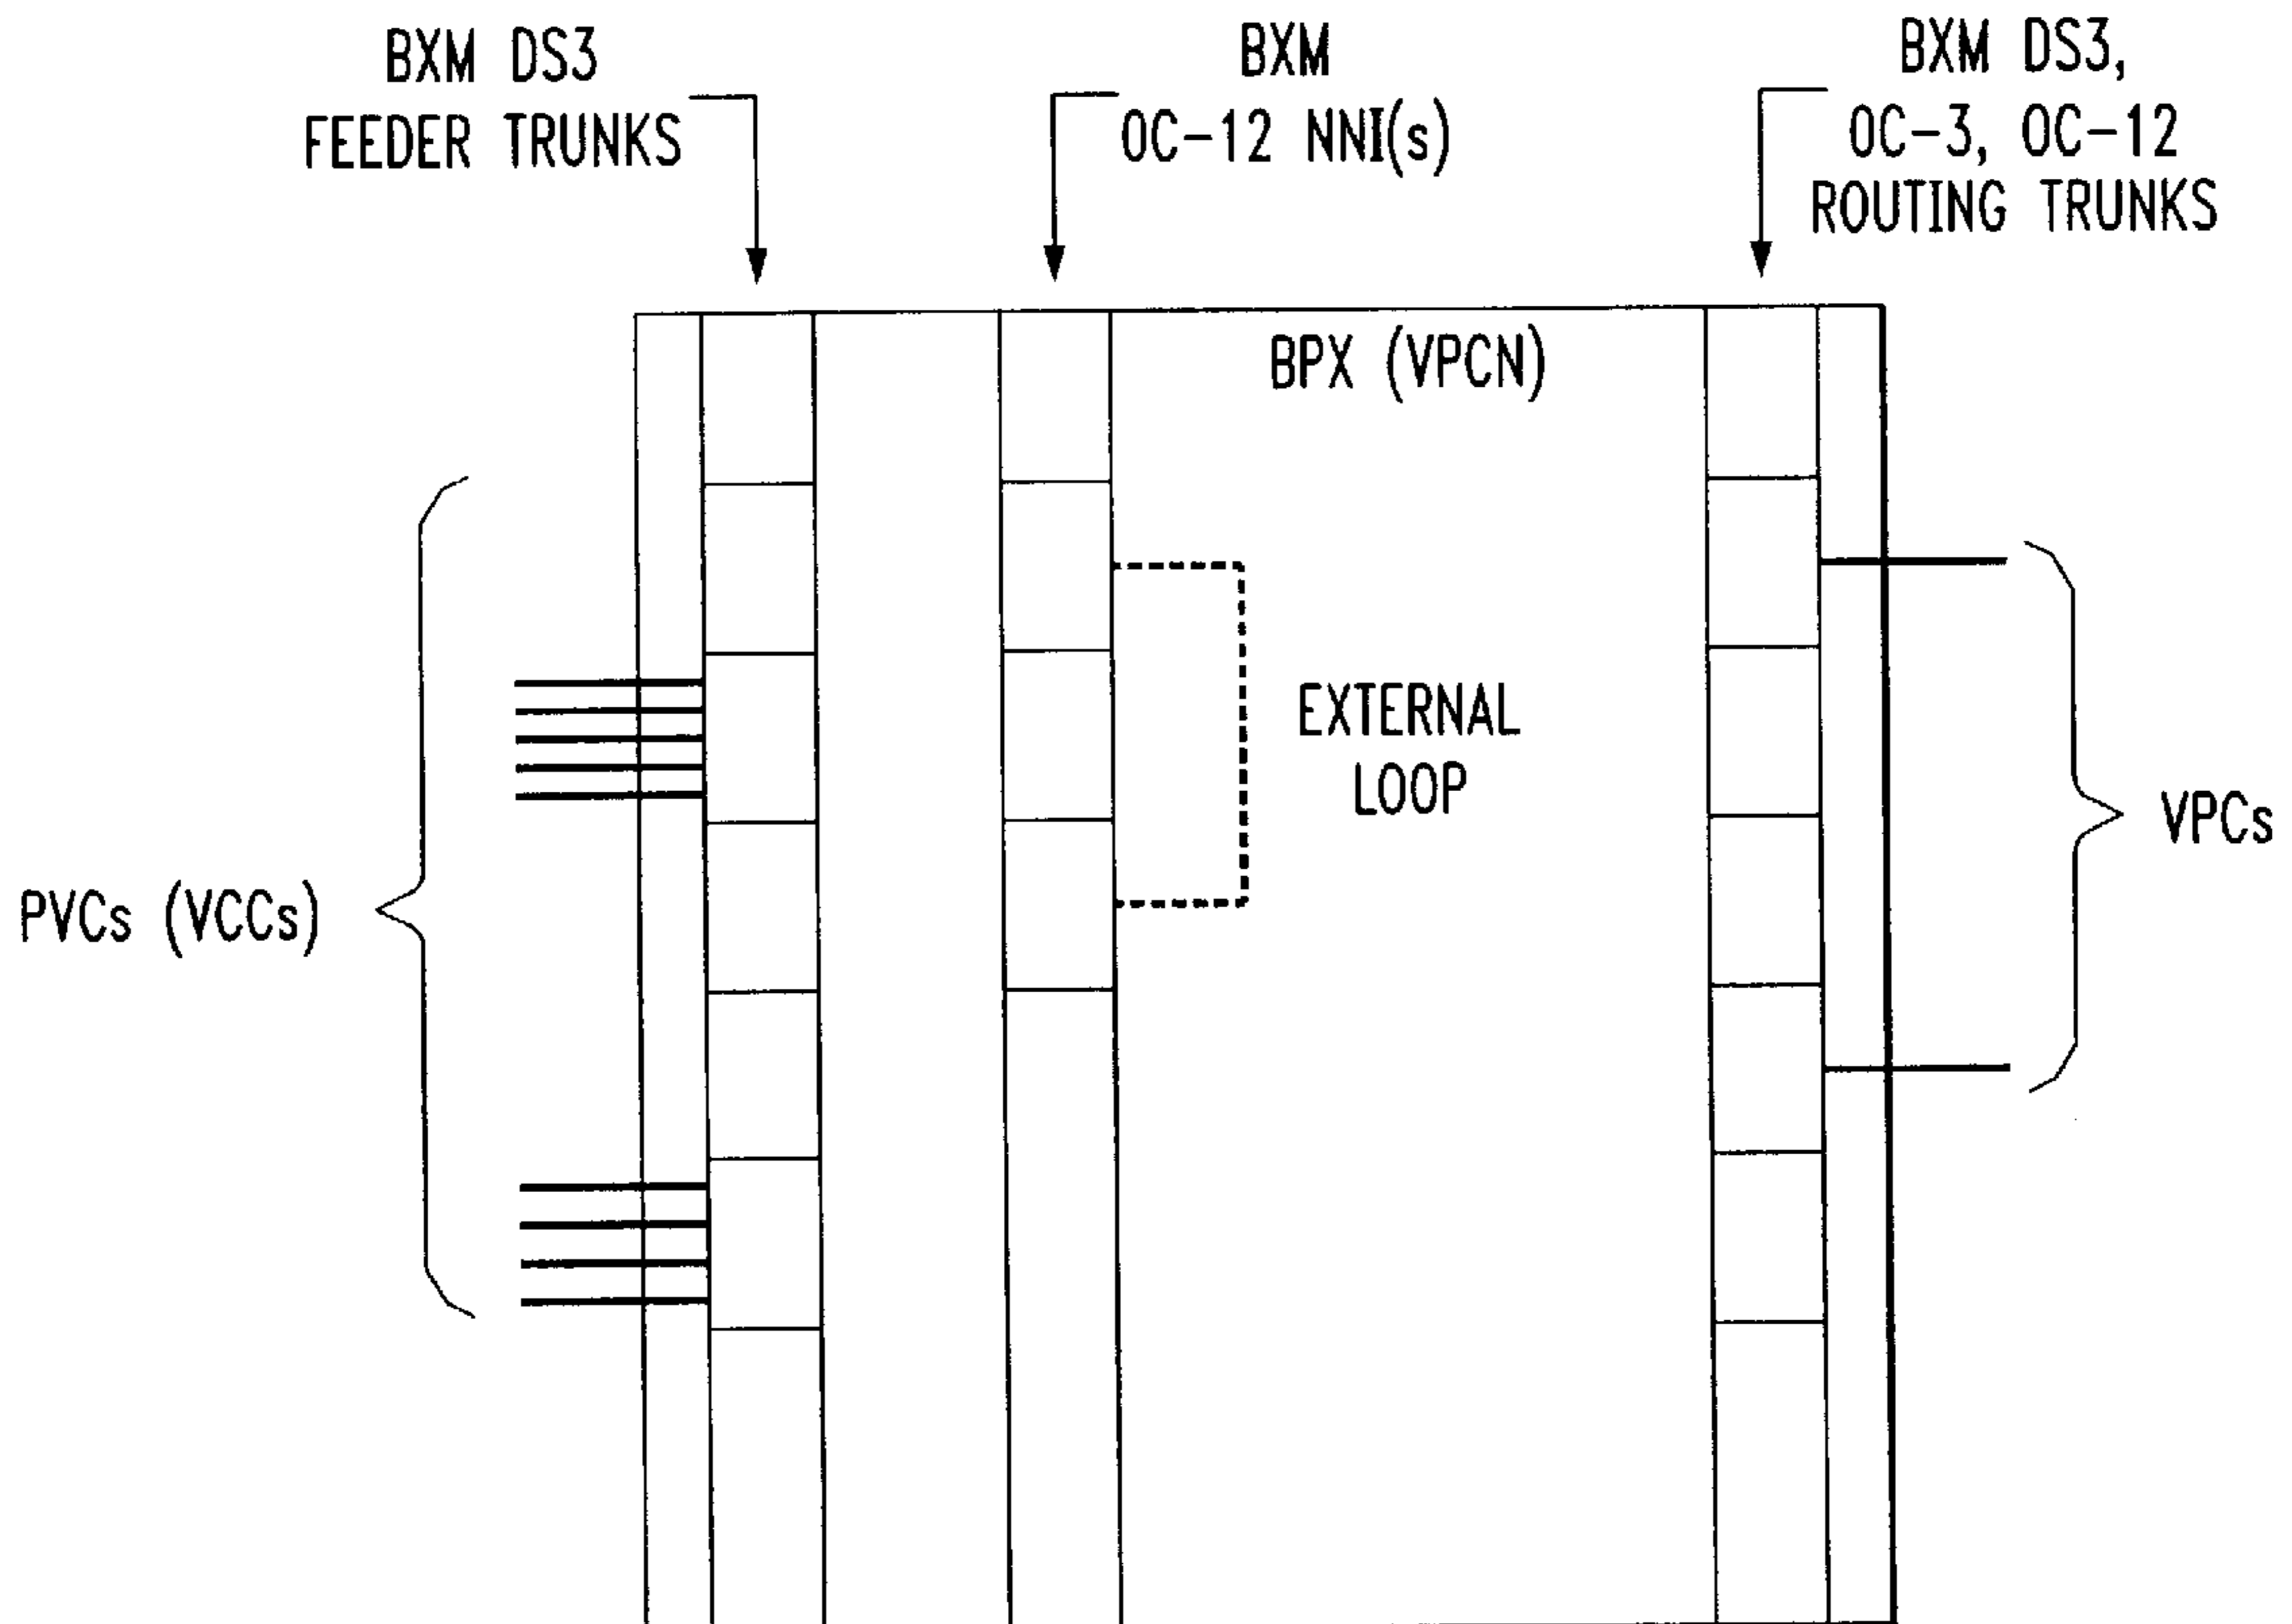 BXM DS3
FEEDER TRUNKS
BXM
OC-12 NNI(s)
BXM DS3,
OC-3, OC-12
ROUTING TRUNKS
BPX (VPCN)
EXTERNAL
LOOP
PVCs (VCCs)
VPCs